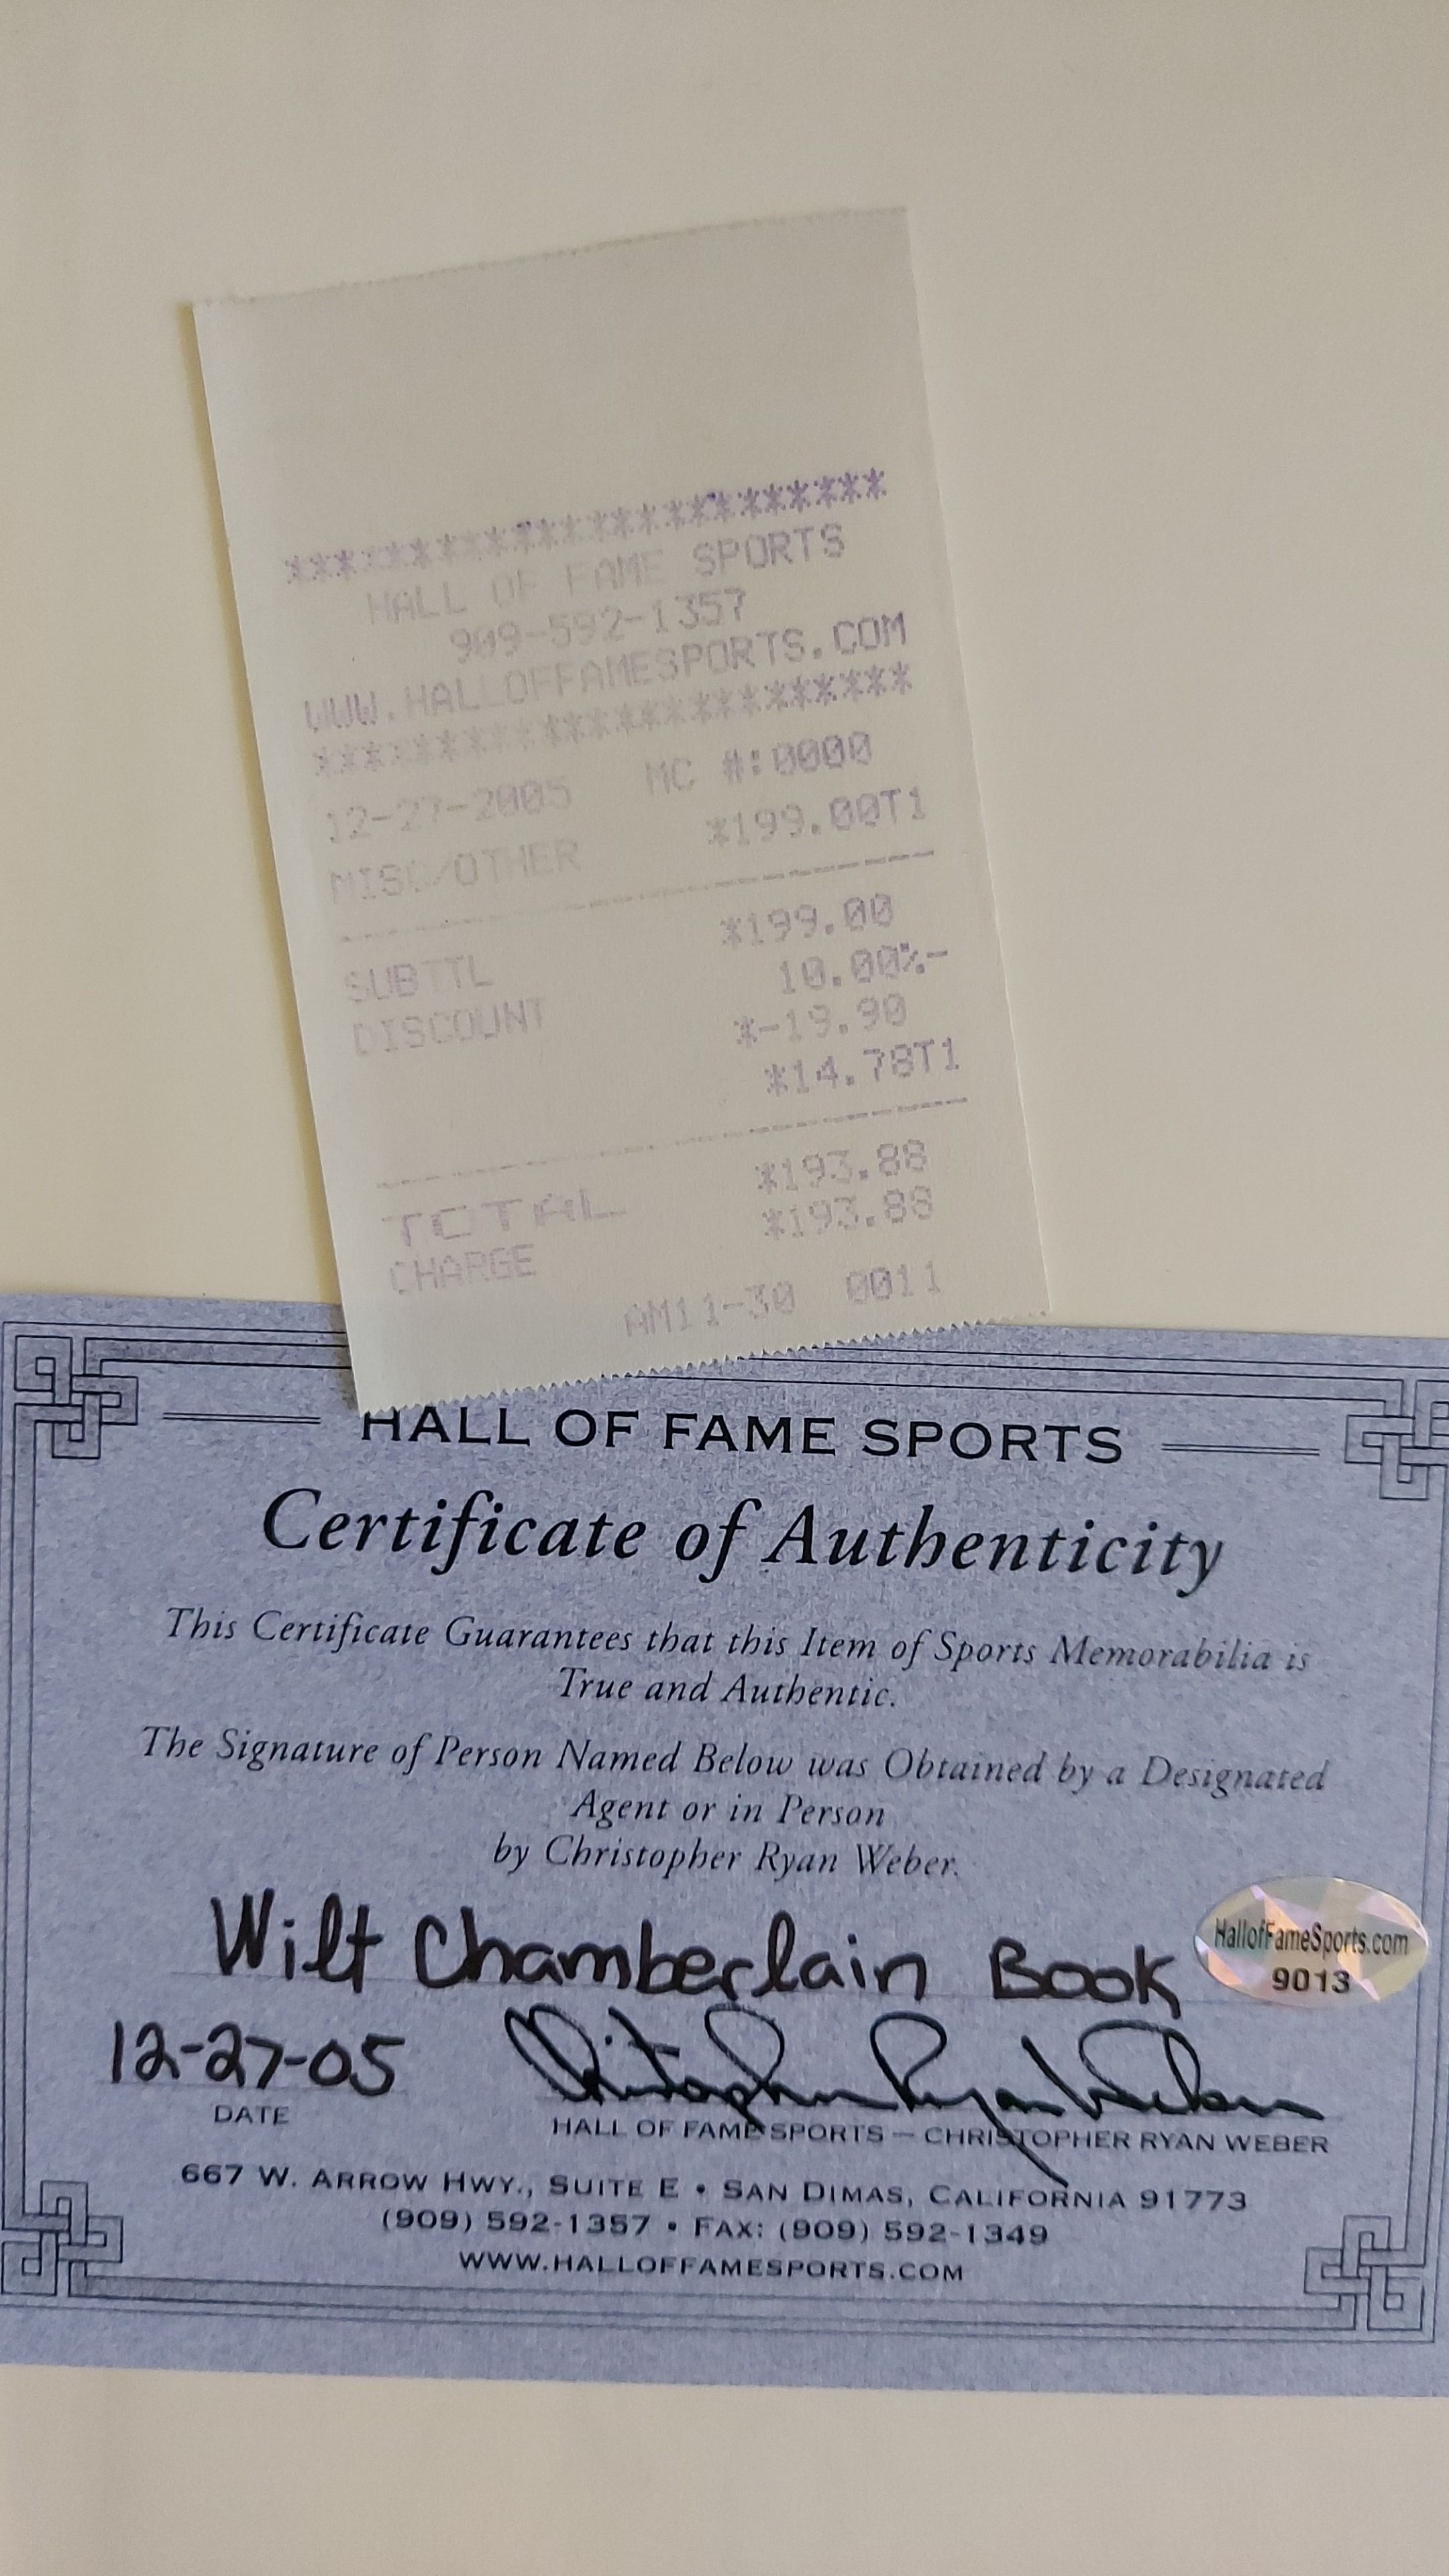 ************************
HALL OF FAME SPORTS
909-592-1357
WWW.HALLOFFAMESPORTS.COM
************************
12-27-2005 MC #:0000
MISC/OTHER *199.00T1
SUBTTL *199.00
DISCOUNT 10.00%-
*-19.90
*14.78T1
TOTAL *193.88
CHARGE *193.88
AM11-30 0011
HALL OF FAME SPORTS
Certificate of Authenticity
This Certificate Guarantees that this Item of Sports Memorabilia is
True and Authentic.
The Signature of Person Named Below was Obtained by a Designated
Agent or in Person
by Christopher Ryan Weber.
Wilt Chamberlain Book
HallofFameSports.com
9013
12-27-05 Christopher Ryan Weber
DATE HALL OF FAME SPORTS — CHRISTOPHER RYAN WEBER
667 W. ARROW HWY., SUITE E • SAN DIMAS, CALIFORNIA 91773
(909) 592-1357 • FAX: (909) 592-1349
WWW.HALLOFFAMESPORTS.COM